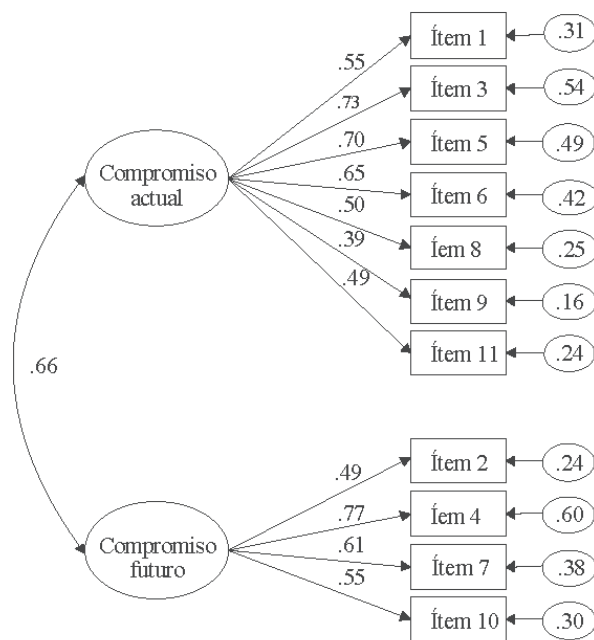 .55
Ítem 1
.31
.73
Ítem 3
.54
.70
Ítem 5
.49
.65
Ítem 6
.42
.50
Íem 8
.25
.39
Ítem 9
.16
.49
Ítem 11
.24
Compromiso
actual
.66
.49
Ítem 2
.24
.77
Íem 4
.60
.61
Ítem 7
.38
.55
Ítem 10
.30
Compromiso
futuro